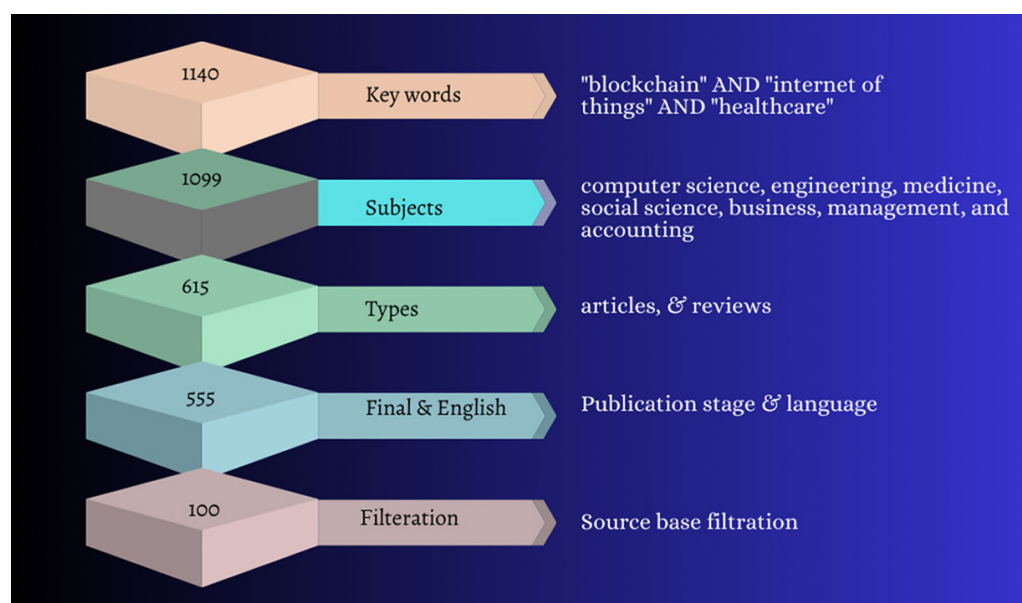 1140
Key words
"blockchain" AND "internet of
things" AND "healthcare"
1099
Subjects
computer science, engineering, medicine,
social science, business, management, and
accounting
615
Types
articles, & reviews
555
Final & English
Publication stage & language
100
Filteration
Source base filtration